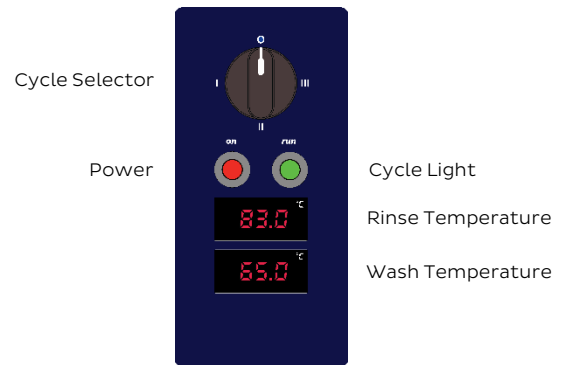 O
Cycle Selector
I
III
II
on
run
Power
Cycle Light
83.0 °C
Rinse Temperature
65.0 °C
Wash Temperature